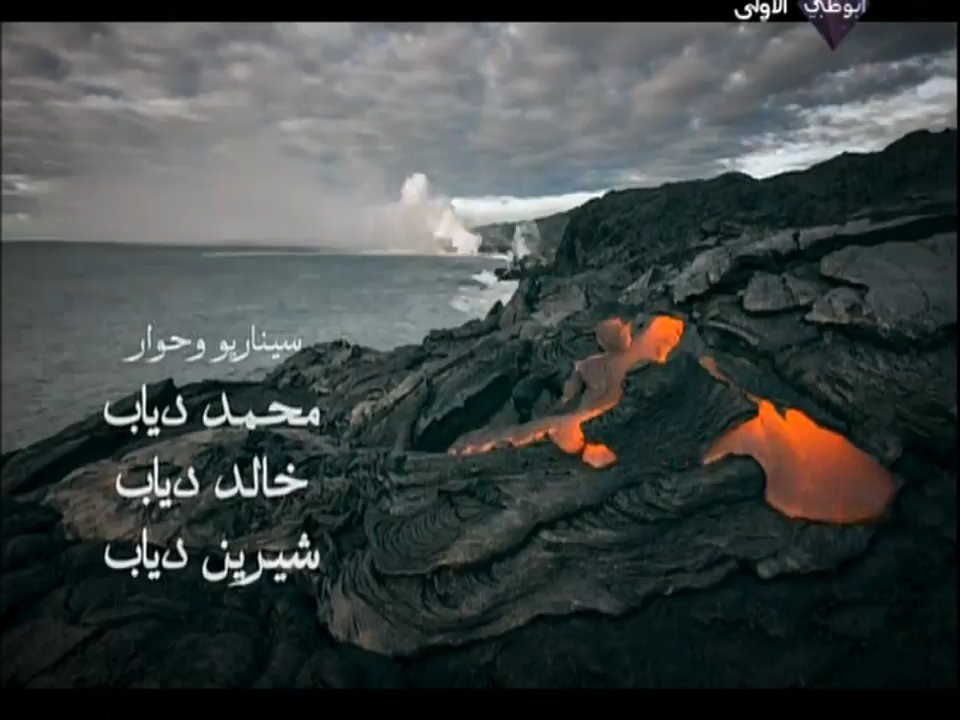 أبوظبي الأولى
سيناريو وحوار
محمد دياب
خالد دياب
شيرين دياب